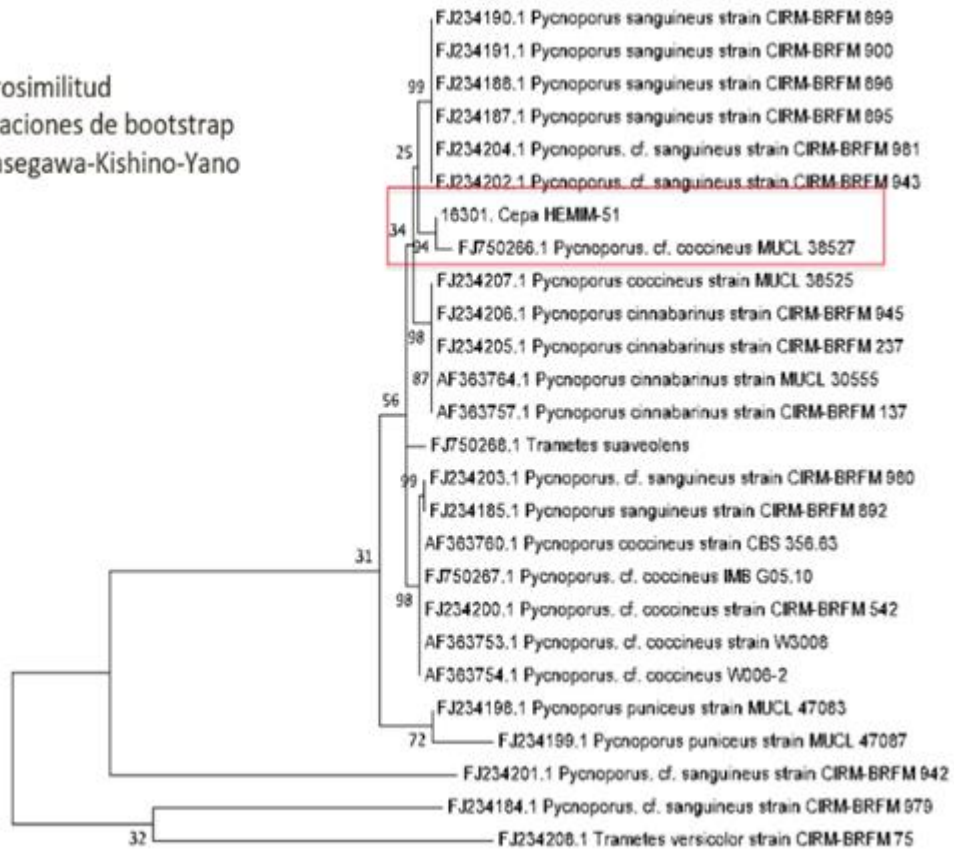 osimilitud
aciones de bootstrap
segawa-Kishino-Yano
FJ234190.1 Pycnoporus sanguineus strain CIRM-BRFM 899
FJ234191.1 Pycnoporus sanguineus strain CIRM-BRFM 900
99
FJ234188.1 Pycnoporus sanguineus strain CIRM-BRFM 896
FJ234187.1 Pycnoporus sanguineus strain CIRM-BRFM 895
25
FJ234204.1 Pycnoporus. cf. sanguineus strain CIRM-BRFM 981
FJ234202.1 Pycnoporus. cf. sanguineus strain CIRM-BRFM 943
16301. Cepa HEMIM-51
34
94
FJ750266.1 Pycnoporus. cf. coccineus MUCL 38527
FJ234207.1 Pycnoporus coccineus strain MUCL 38525
FJ234206.1 Pycnoporus cinnabarinus strain CIRM-BRFM 945
98
FJ234205.1 Pycnoporus cinnabarinus strain CIRM-BRFM 237
87
AF363764.1 Pycnoporus cinnabarinus strain MUCL 30555
56
AF363757.1 Pycnoporus cinnabarinus strain CIRM-BRFM 137
FJ750268.1 Trametes suaveolens
99
FJ234203.1 Pycnoporus. cf. sanguineus strain CIRM-BRFM 980
FJ234185.1 Pycnoporus sanguineus strain CIRM-BRFM 892
AF363760.1 Pycnoporus coccineus strain CBS 356.63
31
FJ750267.1 Pycnoporus. cf. coccineus IMB G05.10
98
FJ234200.1 Pycnoporus. cf. coccineus strain CIRM-BRFM 542
AF363753.1 Pycnoporus. cf. coccineus strain W3008
AF363754.1 Pycnoporus. cf. coccineus W006-2
FJ234198.1 Pycnoporus puniceus strain MUCL 47083
72
FJ234199.1 Pycnoporus puniceus strain MUCL 47087
FJ234201.1 Pycnoporus. cf. sanguineus strain CIRM-BRFM 942
FJ234184.1 Pycnoporus. cf. sanguineus strain CIRM-BRFM 979
32
FJ234208.1 Trametes versicolor strain CIRM-BRFM 75